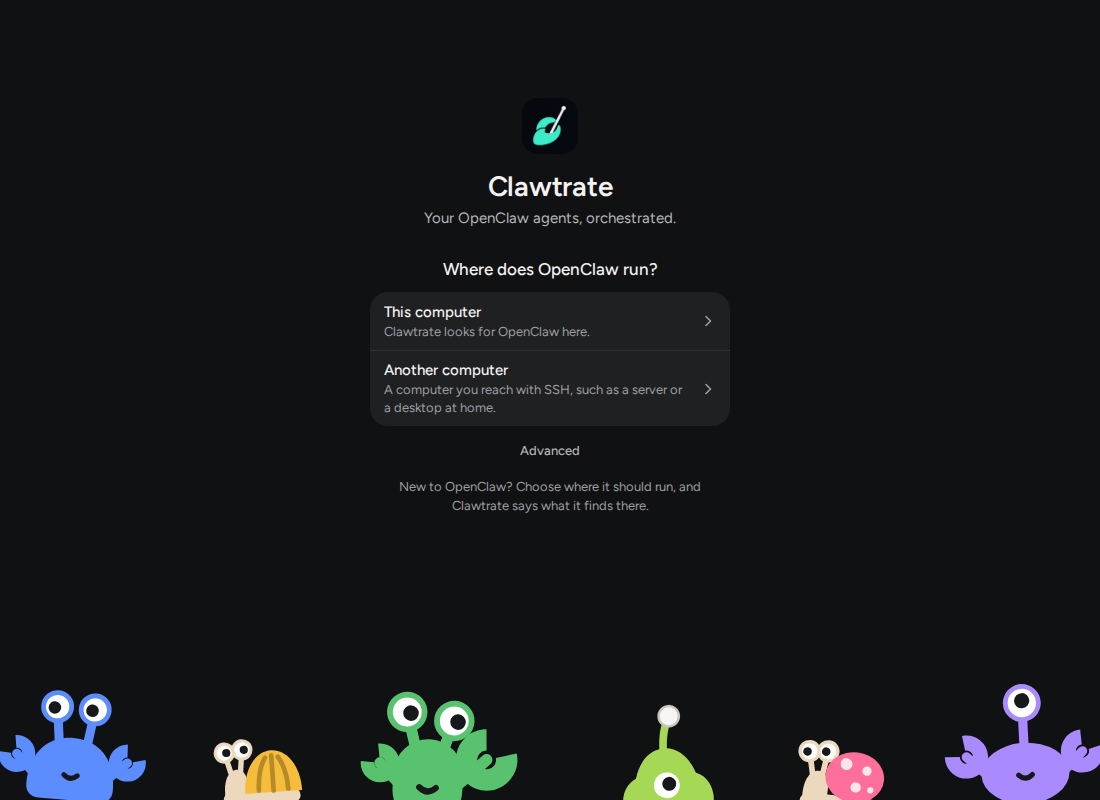 Clawtrate
Your OpenClaw agents, orchestrated.
Where does OpenClaw run?
This computer
Clawtrate looks for OpenClaw here.
Another computer
A computer you reach with SSH, such as a server or
a desktop at home.
Advanced
New to OpenClaw? Choose where it should run, and
Clawtrate says what it finds there.